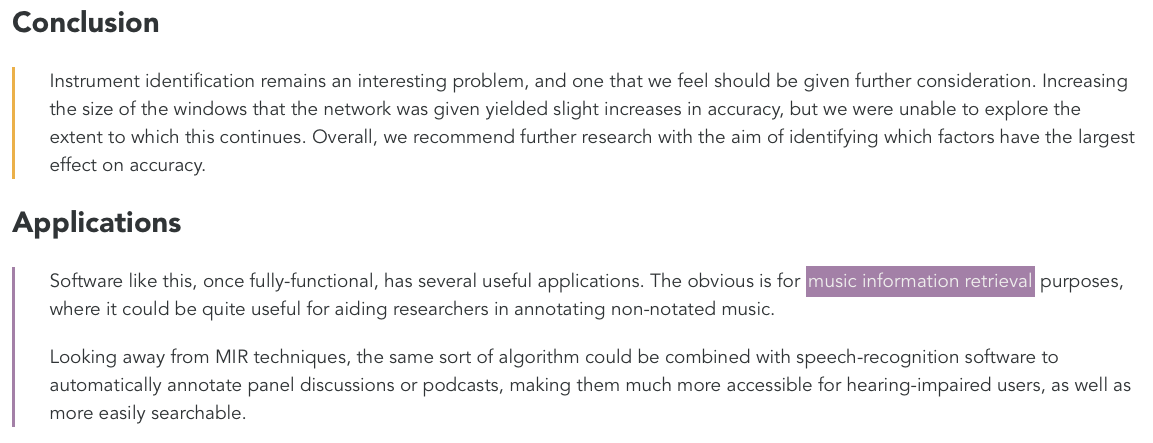 Conclusion
Instrument identification remains an interesting problem, and one that we feel should be given further consideration. Increasing
the size of the windows that the network was given yielded slight increases in accuracy, but we were unable to explore the
extent to which this continues. Overall, we recommend further research with the aim of identifying which factors have the largest
effect on accuracy.
Applications
Software like this, once fully-functional, has several useful applications. The obvious is for music information retrieval purposes,
where it could be quite useful for aiding researchers in annotating non-notated music.
Looking away from MIR techniques, the same sort of algorithm could be combined with speech-recognition software to
automatically annotate panel discussions or podcasts, making them much more accessible for hearing-impaired users, as well as
more easily searchable.